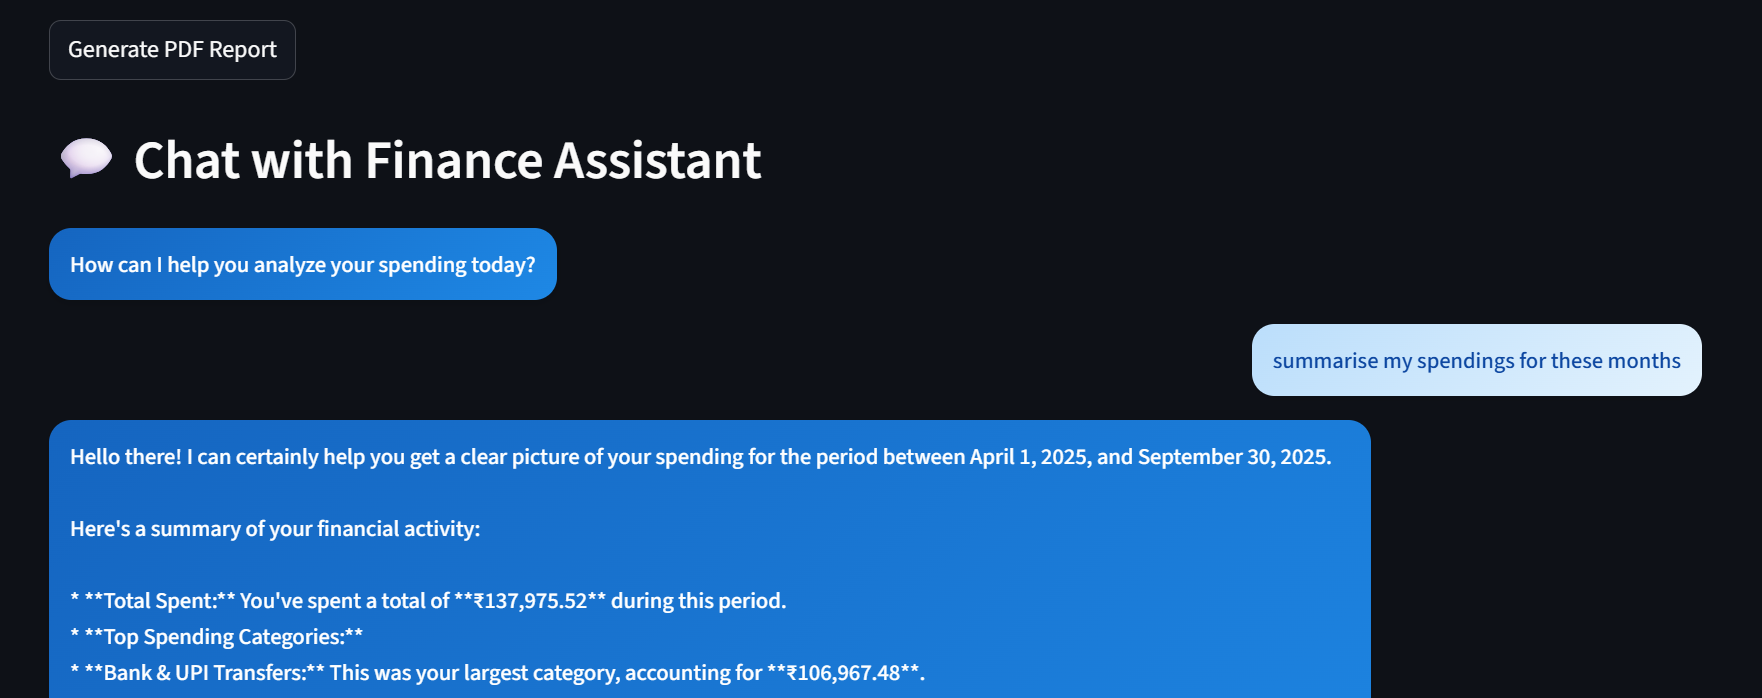 Generate PDF Report
Chat with Finance Assistant
How can I help you analyze your spending today?
summarise my spendings for these months
Hello there! I can certainly help you get a clear picture of your spending for the period between April 1, 2025, and September 30, 2025.
Here's a summary of your financial activity:
* **Total Spent:** You've spent a total of **₹137,975.52** during this period.
* **Top Spending Categories:**
* **Bank & UPI Transfers:** This was your largest category, accounting for **₹106,967.48**.